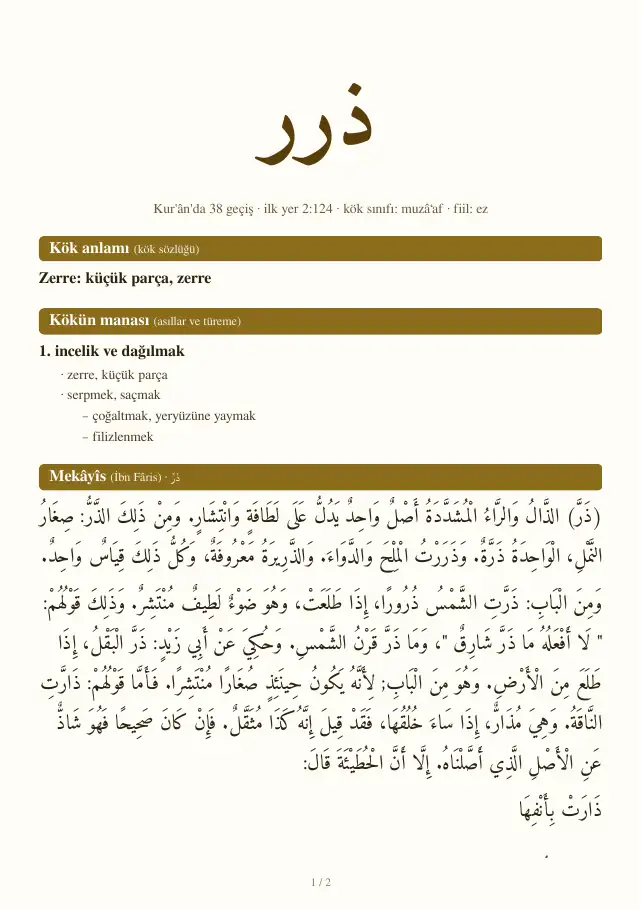 ذرر
Kur'ân'da 38 geçiş · ilk yer 2:124 · kök sınıfı: muzâʿaf · fiil: ez
Kök anlamı (kök sözlüğü)
Zerre: küçük parça, zerre
Kökün manası (asıllar ve türeme)
1. incelik ve dağılmak
· zerre, küçük parça
· serpmek, saçmak
– çoğaltmak, yeryüzüne yaymak
– filizlenmek
Mekâyîs (İbn Fâris) · ذرّ
(ذَرَّ) الذَّالُ وَالرَّاءُ الْمُشَدَّدَةُ أَصْلٌ وَاحِدٌ يَدُلُّ عَلَى لَطَافَةٍ وَانْتِشَارٍ. وَمِنْ ذَلِكَ الذَّرُّ: صِغَارُ
النَّمْلِ، الْوَاحِدَةُ ذَرَّةٌ. وَذَرَرْتُ الْمِلْحَ وَالدَّوَاءَ. وَالذَّرِيرَةُ مَعْرُوفَةٌ، وَكُلُّ ذَلِكَ قِيَاسٌ وَاحِدٌ.
وَمِنَ الْبَابِ: ذَرَّتِ الشَّمْسُ ذُرُورًا، إِذَا طَلَعَتْ، وَهُوَ ضَوْءٌ لَطِيفٌ مُنْتَشِرٌ. وَذَلِكَ قَوْلُهُمْ:
" لَا أَفْعَلُهُ مَا ذَرَّ شَارِقٌ "، وَمَا ذَرَّ قَرْنُ الشَّمْسِ. وَحُكِيَ عَنْ أَبِي زَيْدٍ: ذَرَّ الْبَقْلُ، إِذَا
طَلَعَ مِنَ الْأَرْضِ. وَهُوَ مِنَ الْبَابِ; لِأَنَّهُ يَكُونُ حِينَئِذٍ صُغَارًا مُنْتَشِرًا. فَأَمَّا قَوْلُهُمْ: ذَارَّتِ
النَّاقَةُ. وَهِيَ مُذَارٌّ، إِذَا سَاءَ خُلُقُهَا، فَقَدْ قِيلَ إِنَّهُ كَذَا مُثَقَّلٌ. فَإِنْ كَانَ صَحِيحًا فَهُوَ شَاذٌّ
عَنِ الْأَصْلِ الَّذِي أَصَّلْنَاهُ. إِلَّا أَنَّ الْحُطَيْئَةَ قَالَ:
ذَارَتْ بِأَنْفِهَا
.
1 / 2